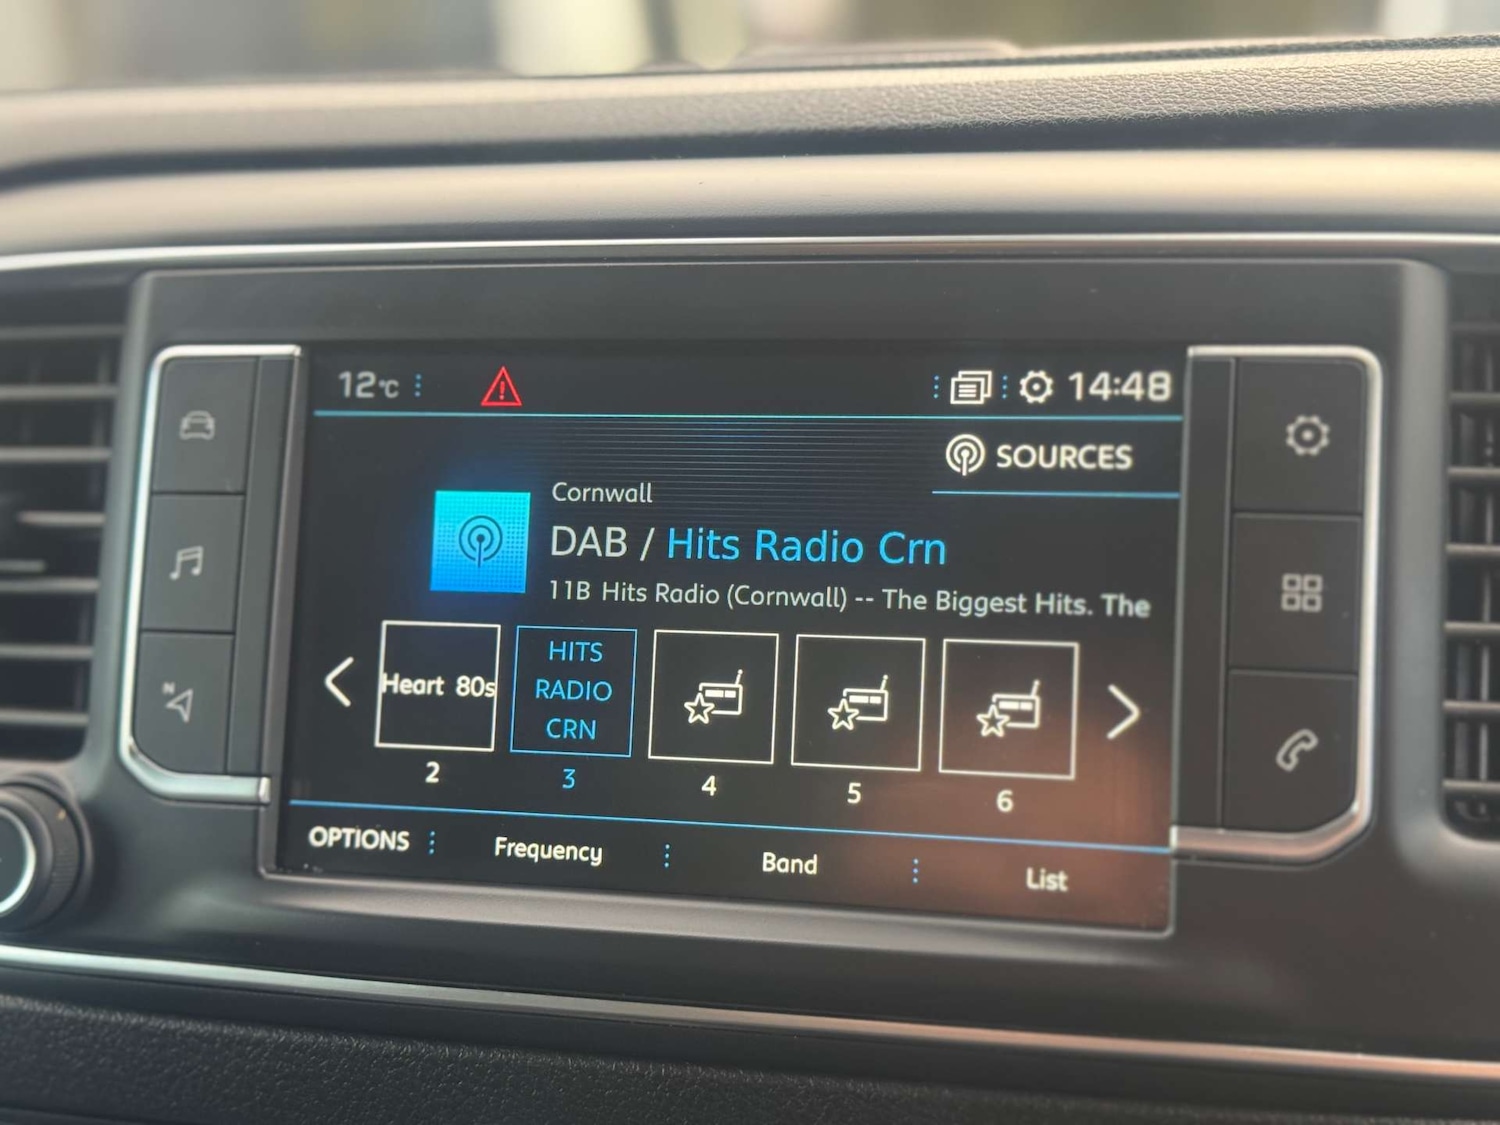 12°C
14:48
SOURCES
Cornwall
DAB / Hits Radio Crn
11B Hits Radio (Cornwall) -- The Biggest Hits. The
Heart 80s
HITS
RADIO
CRN
2
3
4
5
6
OPTIONS
Frequency
Band
List
N